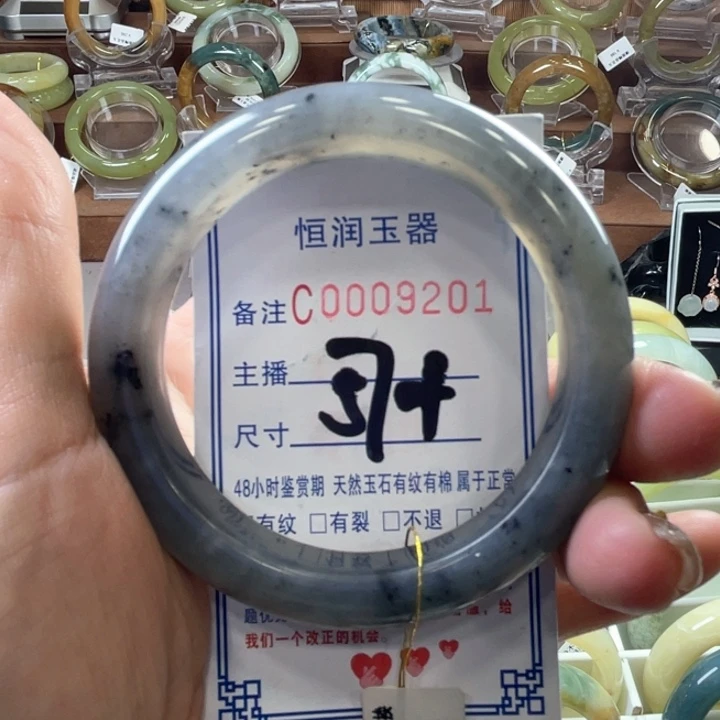 恒润玉器
备注C0009201
主播
57+
尺寸
48小时鉴赏期 天然玉石有纹有棉 属于正常
有纹 □有裂 □不退
给
我们一个改正的机会